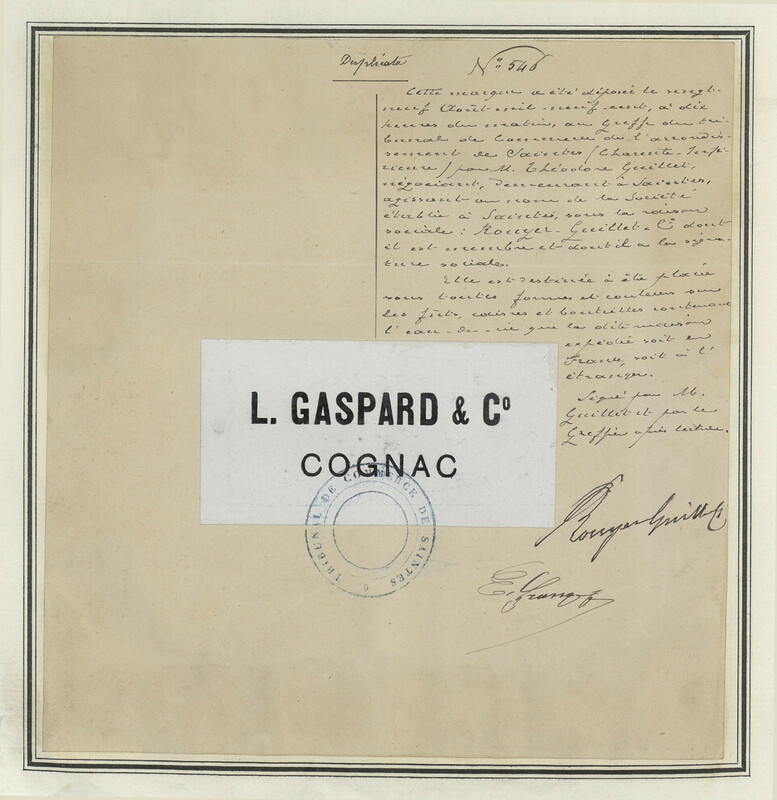 Duplicata
Nº 546
Cette marque a été déposée le vingt-
neuf Août mil-neuf-cent, à dix
heures du matin, au Greffe du tri-
bunal de Commerce de l'arrondis-
sement de Saintes (Charente-Infé-
rieure) par M. Théodore Guillet,
négociant, demeurant à Saintes,
agissant au nom de la Société
établie à Saintes, sous la raison
sociale : Rouyer-Guillet & Cie dont
il est membre et dont il a la signa-
ture sociale.
Elle est destinée à être placée
sous toutes formes et couleurs sur
les fûts, caisses et bouteilles contenant
l'eau-de-vie que la dite maison
expédie soit en
France, soit à l'
étranger.
Signé par M.
Guillet et par le
Greffier après lecture.
L. GASPARD & Cº
COGNAC
TRIBUNAL DE COMMERCE DE SAINTES
Rouyer Guillet